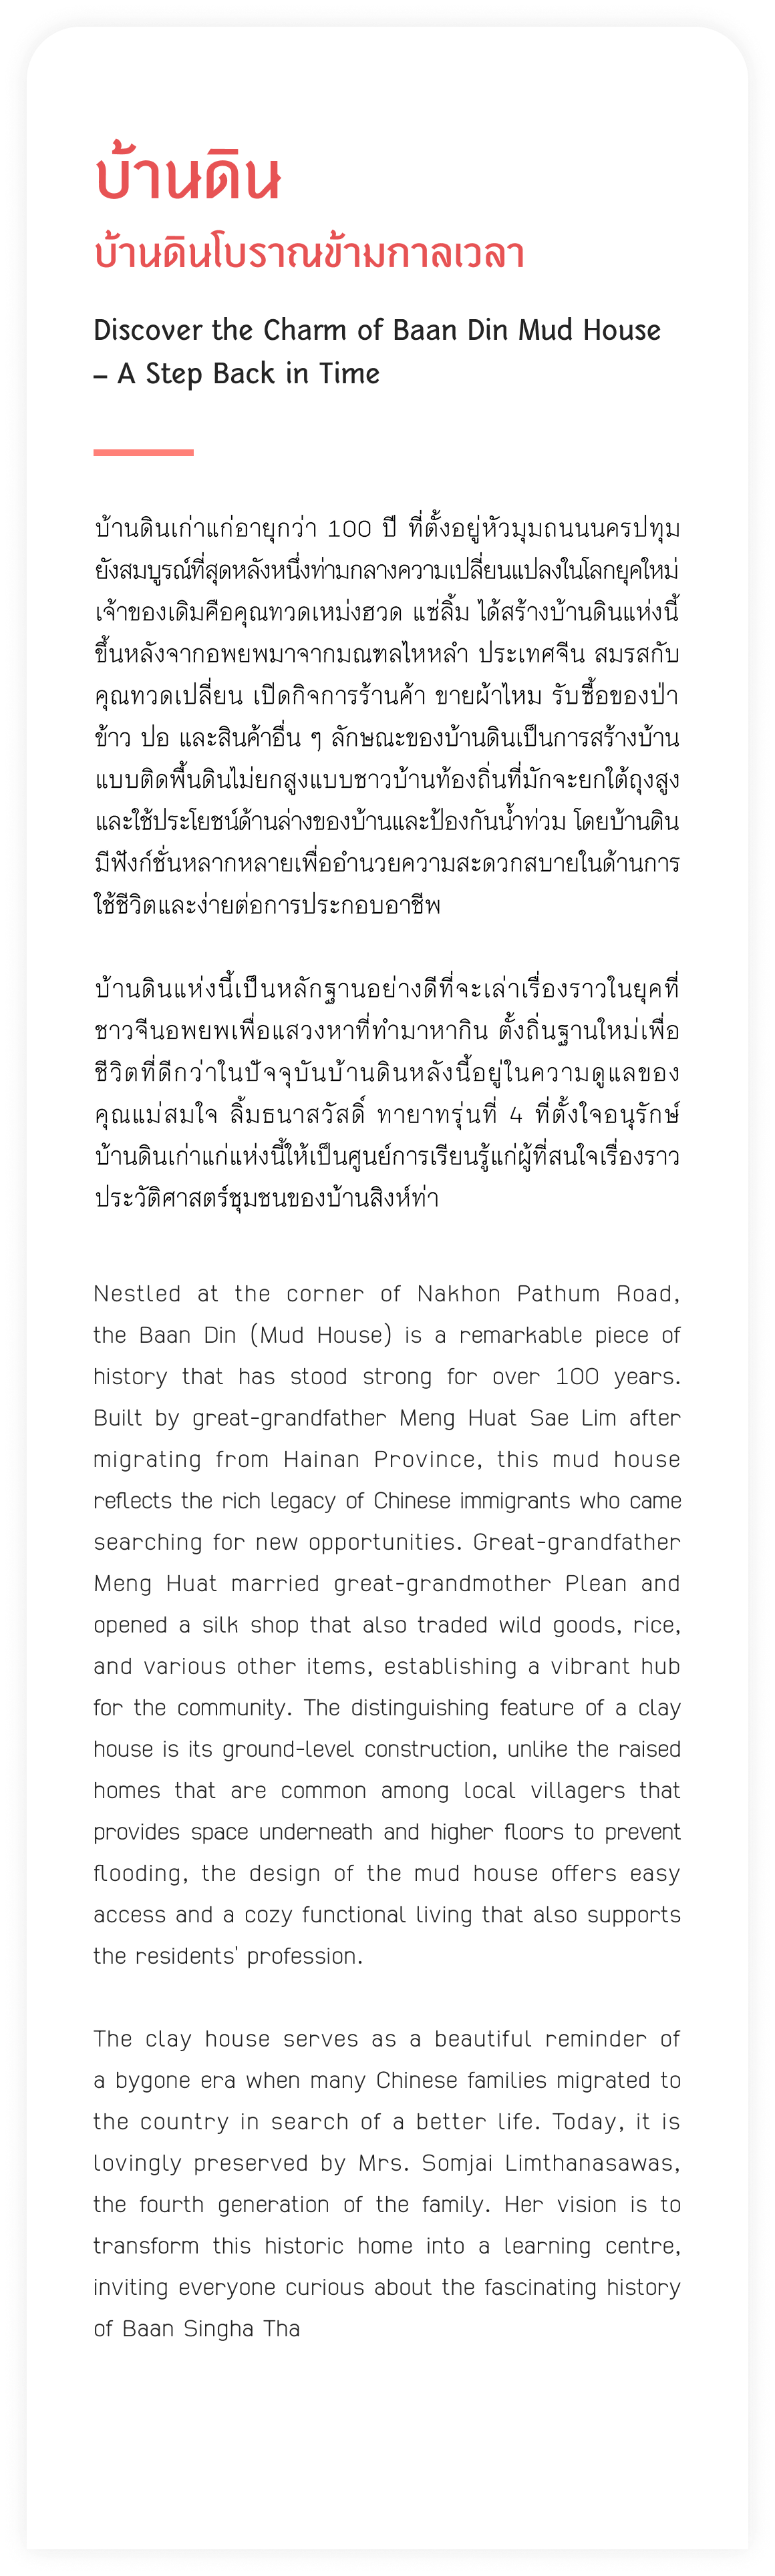 บ้านดิน
บ้านดินโบราณข้ามกาลเวลา
Discover the Charm of Baan Din Mud House
– A Step Back in Time
บ้านดินเก่าแก่อายุกว่า 100 ปี ที่ตั้งอยู่หัวมุมถนนนครปทุม
ยังสมบูรณ์ที่สุดหลังหนึ่งท่ามกลางความเปลี่ยนแปลงในโลกยุคใหม่
เจ้าของเดิมคือคุณทวดเหม่งฮวด แซ่ลิ้ม ได้สร้างบ้านดินแห่งนี้
ขึ้นหลังจากอพยพมาจากมณฑลไหหลำ ประเทศจีน สมรสกับ
คุณทวดเปลี่ยน เปิดกิจการร้านค้า ขายผ้าไหม รับซื้อของป่า
ข้าว ปอ และสินค้าอื่น ๆ ลักษณะของบ้านดินเป็นการสร้างบ้าน
แบบติดพื้นดินไม่ยกสูงแบบชาวบ้านท้องถิ่นที่มักจะยกใต้ถุงสูง
และใช้ประโยชน์ด้านล่างของบ้านและป้องกันน้ำท่วม โดยบ้านดิน
มีฟังก์ชั่นหลากหลายเพื่ออำนวยความสะดวกสบายในด้านการ
ใช้ชีวิตและง่ายต่อการประกอบอาชีพ
บ้านดินแห่งนี้เป็นหลักฐานอย่างดีที่จะเล่าเรื่องราวในยุคที่
ชาวจีนอพยพเพื่อแสวงหาที่ทำมาหากิน ตั้งถิ่นฐานใหม่เพื่อ
ชีวิตที่ดีกว่าในปัจจุบันบ้านดินหลังนี้อยู่ในความดูแลของ
คุณแม่สมใจ ลิ้มธนาสวัสดิ์ ทายาทรุ่นที่ 4 ที่ตั้งใจอนุรักษ์
บ้านดินเก่าแก่แห่งนี้ให้เป็นศูนย์การเรียนรู้แก่ผู้ที่สนใจเรื่องราว
ประวัติศาสตร์ชุมชนของบ้านสิงห์ท่า
Nestled at the corner of Nakhon Pathum Road,
the Baan Din (Mud House) is a remarkable piece of
history that has stood strong for over 100 years.
Built by great-grandfather Meng Huat Sae Lim after
migrating from Hainan Province, this mud house
reflects the rich legacy of Chinese immigrants who came
searching for new opportunities. Great-grandfather
Meng Huat married great-grandmother Plean and
opened a silk shop that also traded wild goods, rice,
and various other items, establishing a vibrant hub
for the community. The distinguishing feature of a clay
house is its ground-level construction, unlike the raised
homes that are common among local villagers that
provides space underneath and higher floors to prevent
flooding, the design of the mud house offers easy
access and a cozy functional living that also supports
the residents' profession.
The clay house serves as a beautiful reminder of
a bygone era when many Chinese families migrated to
the country in search of a better life. Today, it is
lovingly preserved by Mrs. Somjai Limthanasawas,
the fourth generation of the family. Her vision is to
transform this historic home into a learning centre,
inviting everyone curious about the fascinating history
of Baan Singha Tha